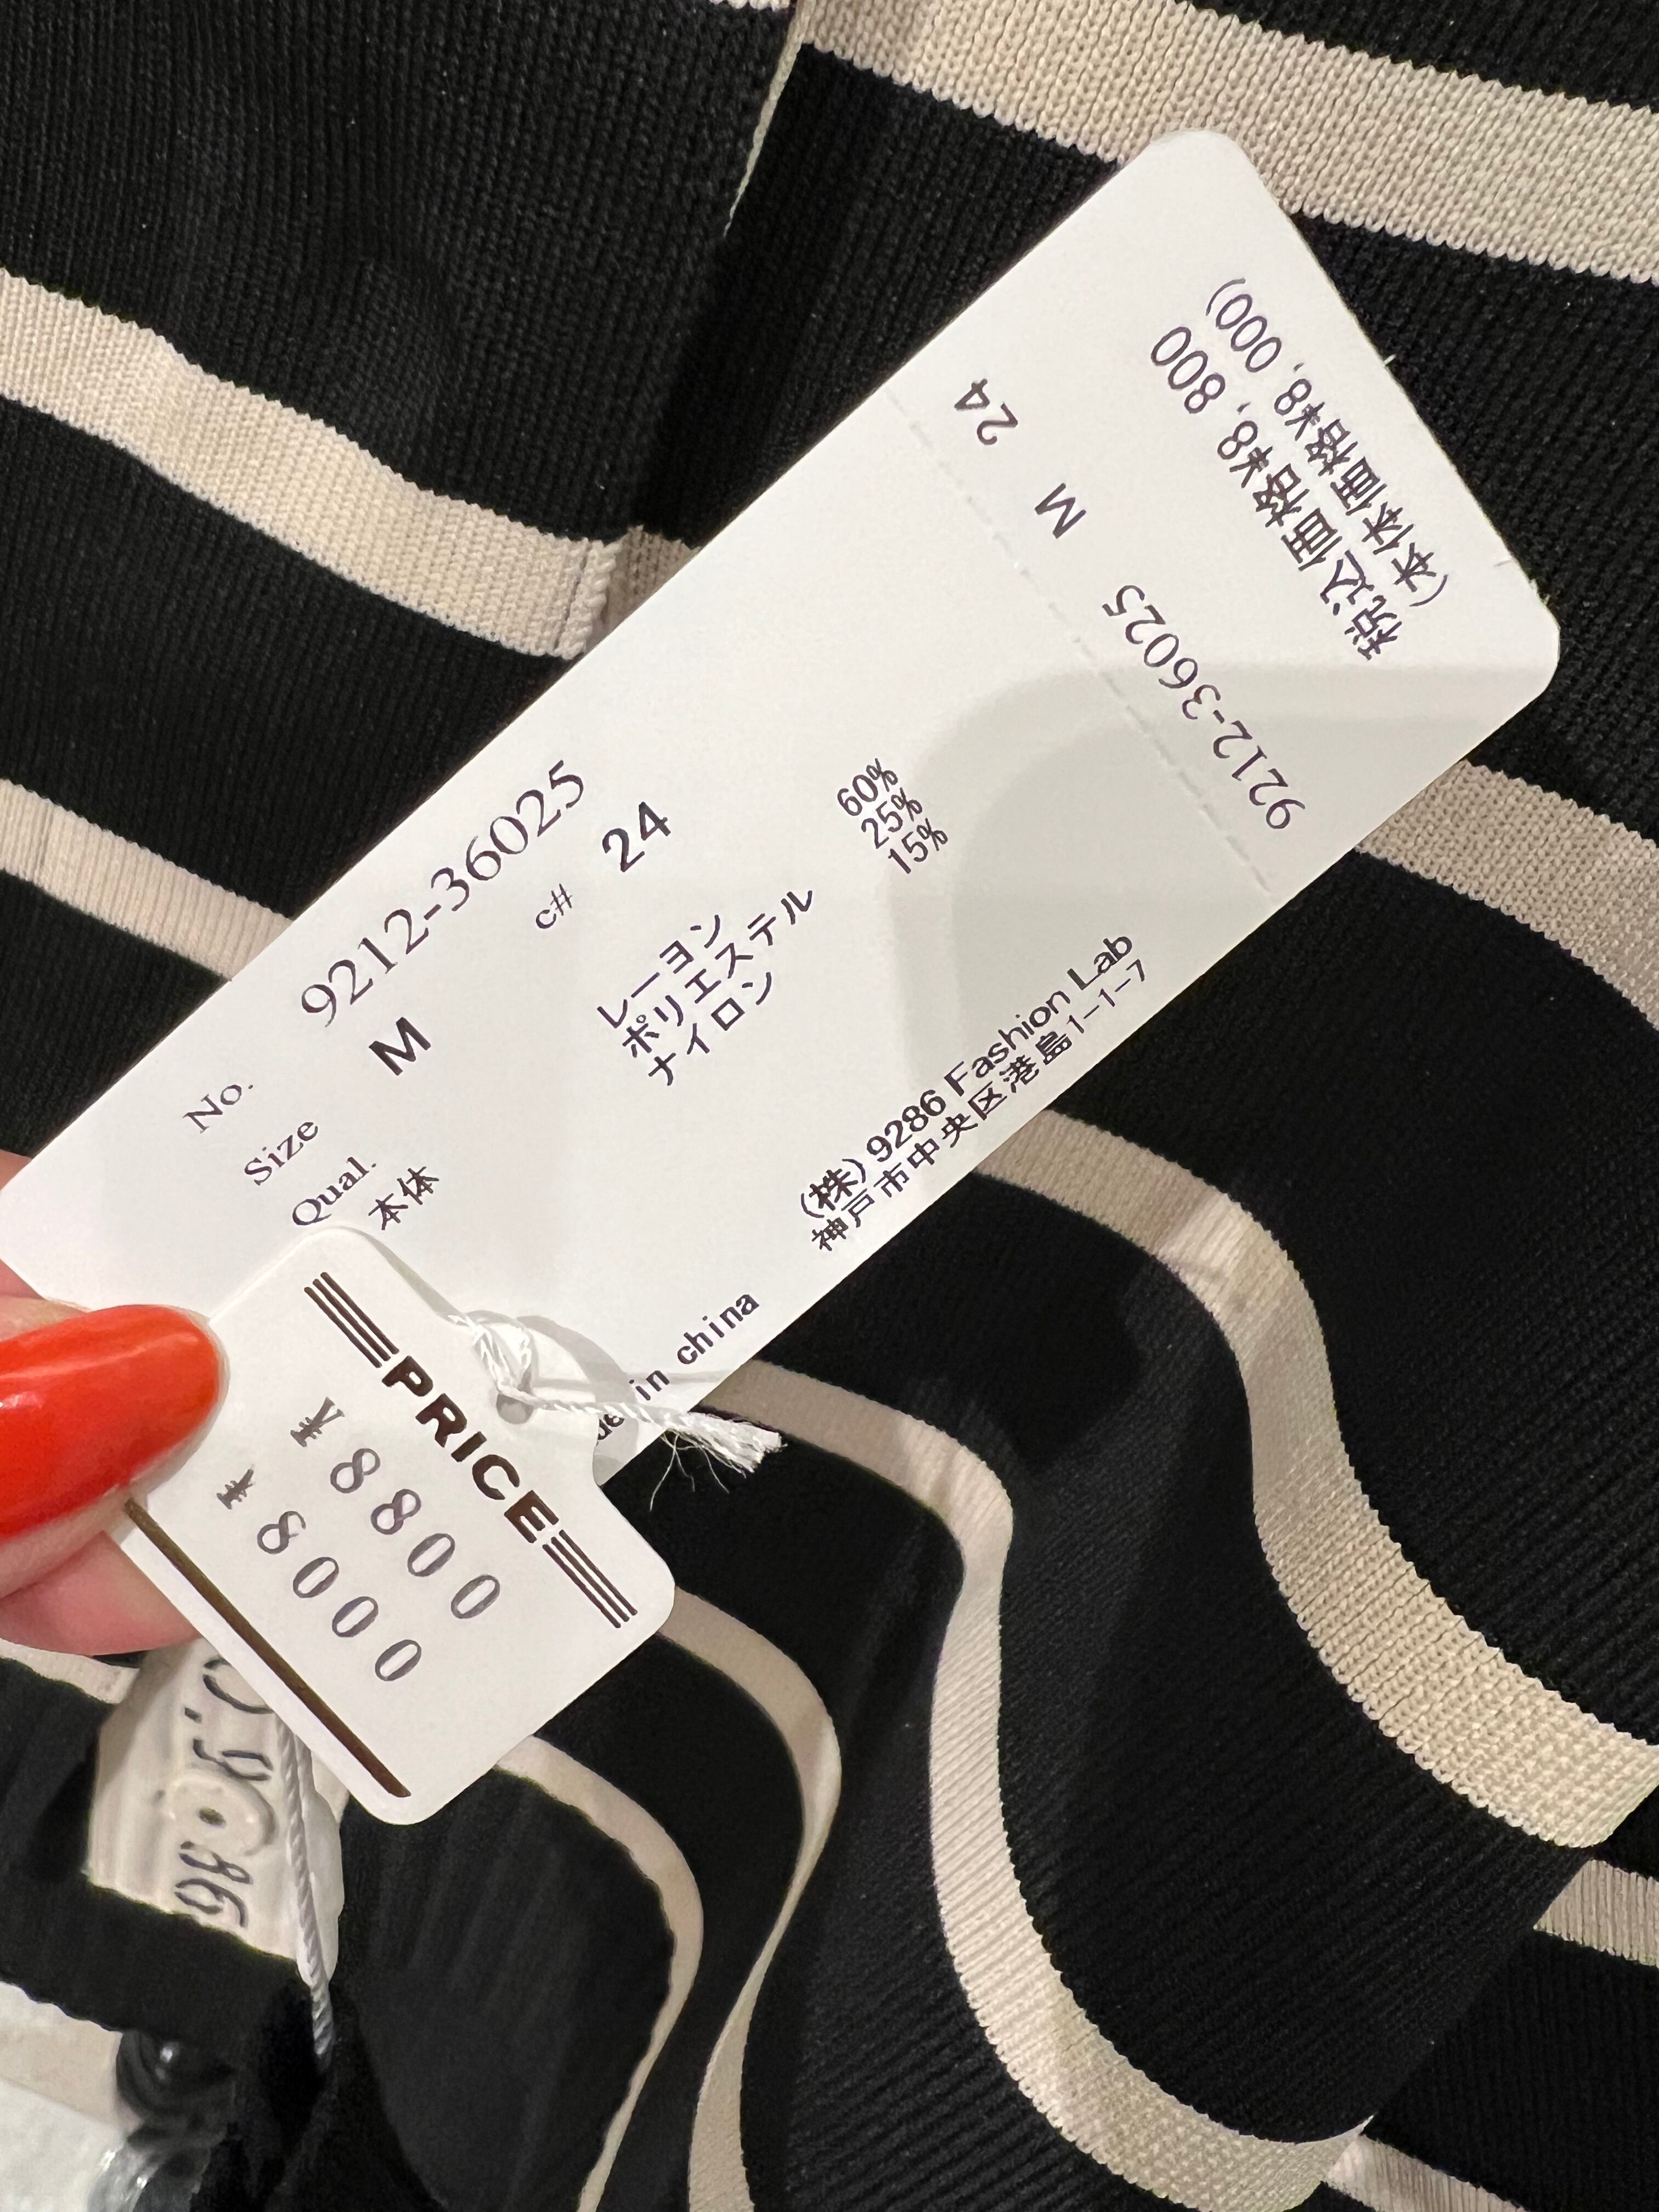 No. 9212-36025
Size M c# 24
Qual.
本体
レーヨン 60%
ポリエステル 25%
ナイロン 15%
(株) 9286 Fashion Lab
神戸市中央区港島1-1-7
in china
9212-36025 M 24
税込価格¥8,800
(本体価格¥8,000)
PRICE
¥8800
¥8000